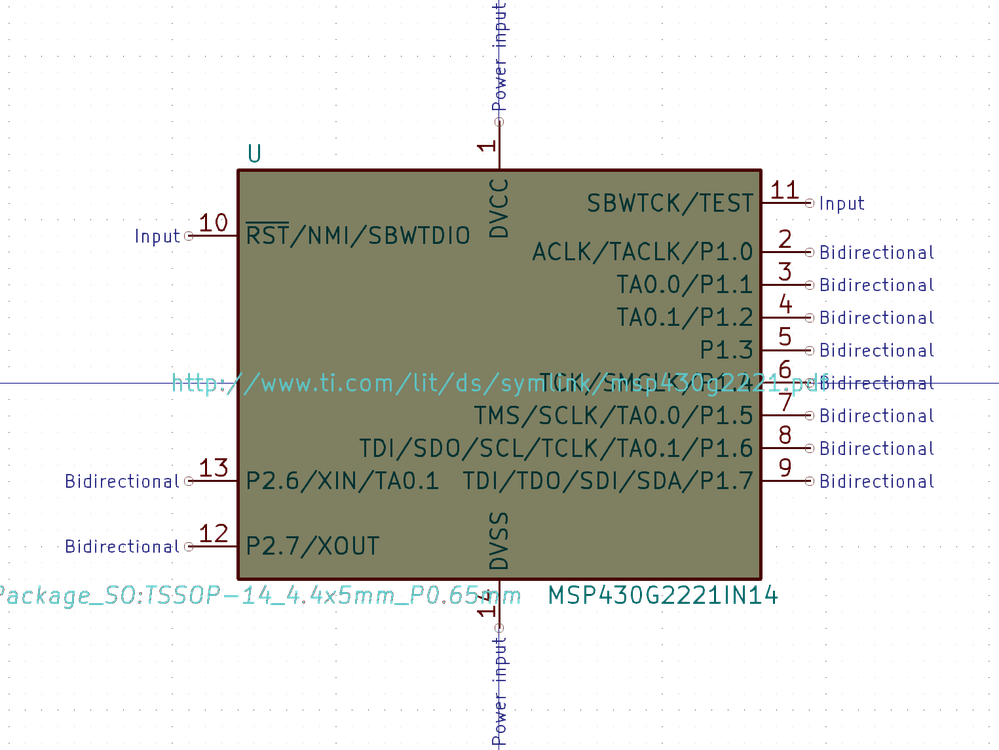 Power input
1
U
DVCC
SBWTCK/TEST 11 Input
Input 10 RST/NMI/SBWTDIO
ACLK/TACLK/P1.0 2 Bidirectional
TA0.0/P1.1 3 Bidirectional
TA0.1/P1.2 4 Bidirectional
P1.3 5 Bidirectional
TCK/SMCLK/P1.4 6 Bidirectional
http://www.ti.com/lit/ds/symlink/msp430g2221.pdf
TMS/SCLK/TA0.0/P1.5 7 Bidirectional
TDI/SDO/SCL/TCLK/TA0.1/P1.6 8 Bidirectional
Bidirectional 13 P2.6/XIN/TA0.1 TDI/TDO/SDI/SDA/P1.7 9 Bidirectional
Bidirectional 12 P2.7/XOUT
DVSS
Package_SO:TSSOP-14_4.4x5mm_P0.65mm MSP430G2221IN14
14
Power input